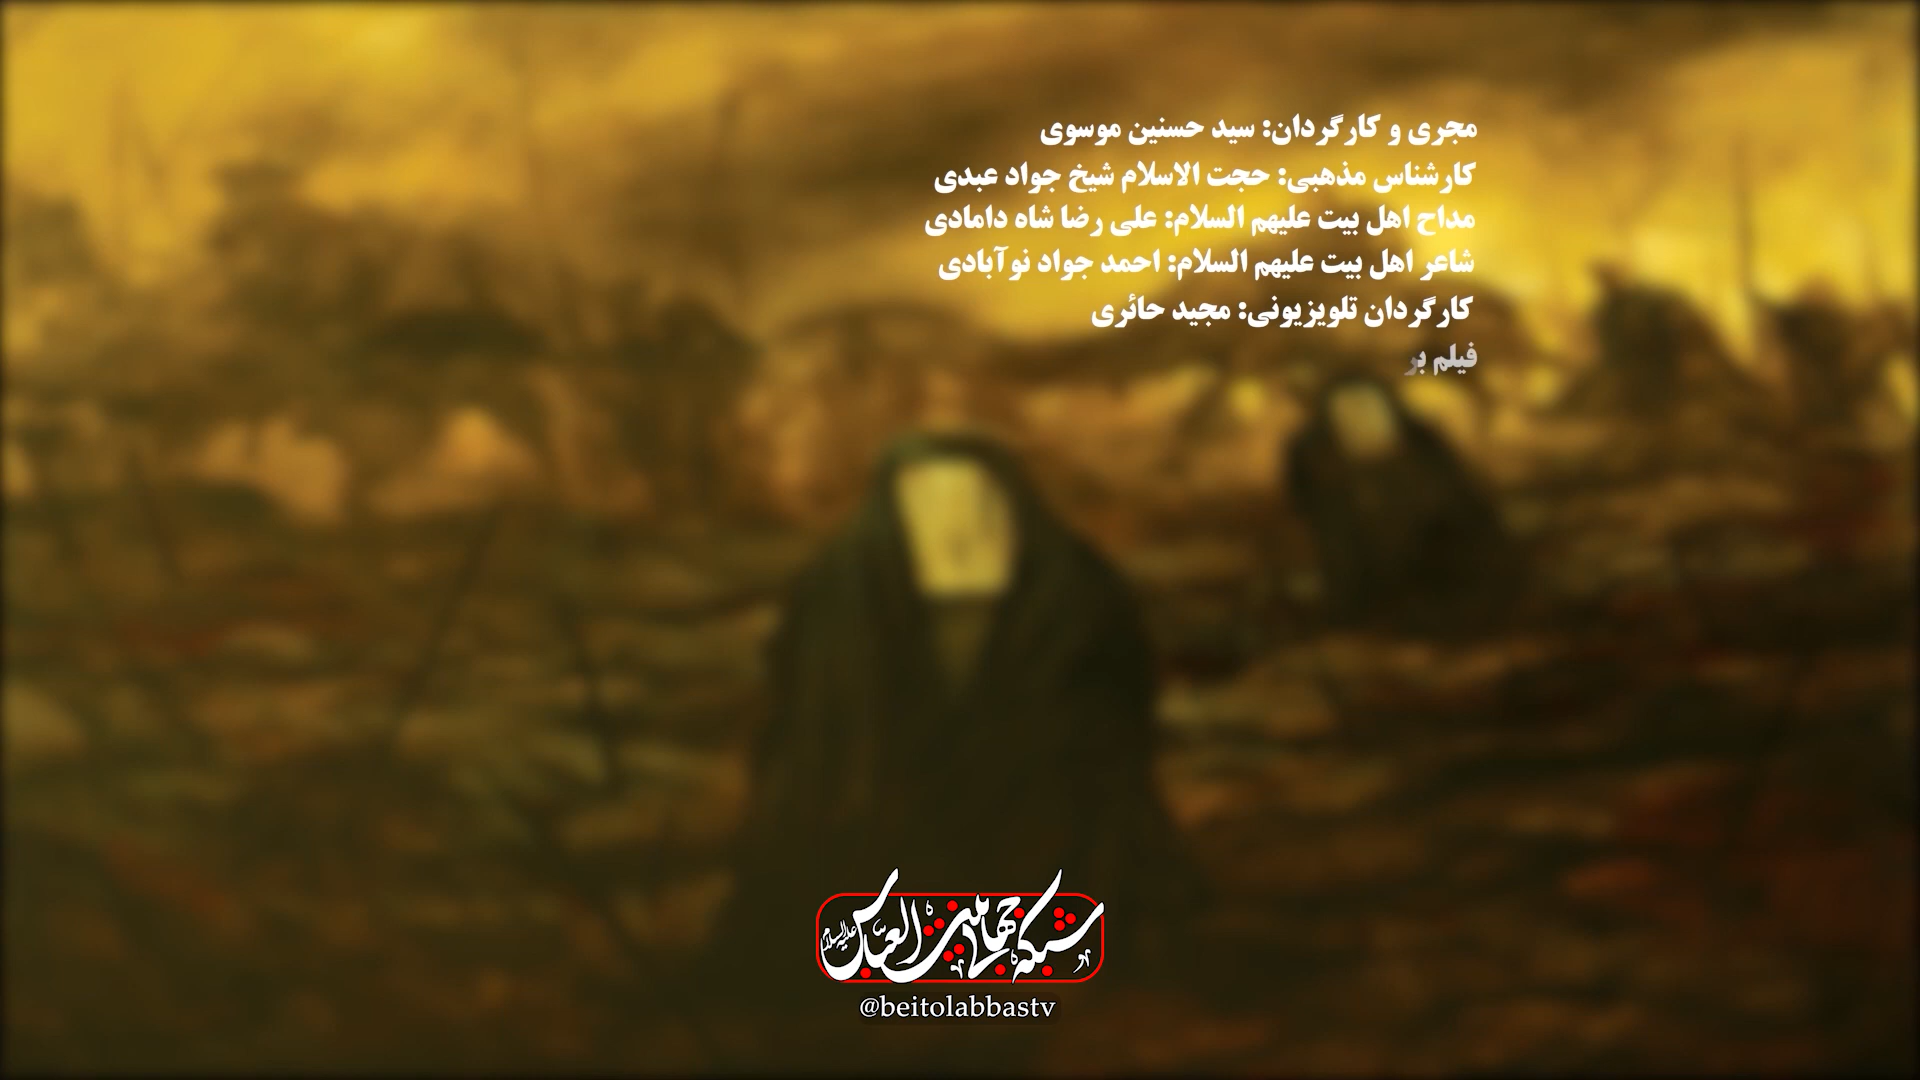 مجری و کارگردان: سید حسنین موسوی
کارشناس مذهبی: حجت الاسلام شیخ جواد عبدی
مداح اهل بیت علیهم السلام: علی رضا شاه دامادی
شاعر اهل بیت علیهم السلام: احمد جواد نوآبادی
کارگردان تلویزیونی: مجید حائری
فیلم بر
شبکه جهانی بیت العباس علیه السلام
@beitolabbastv